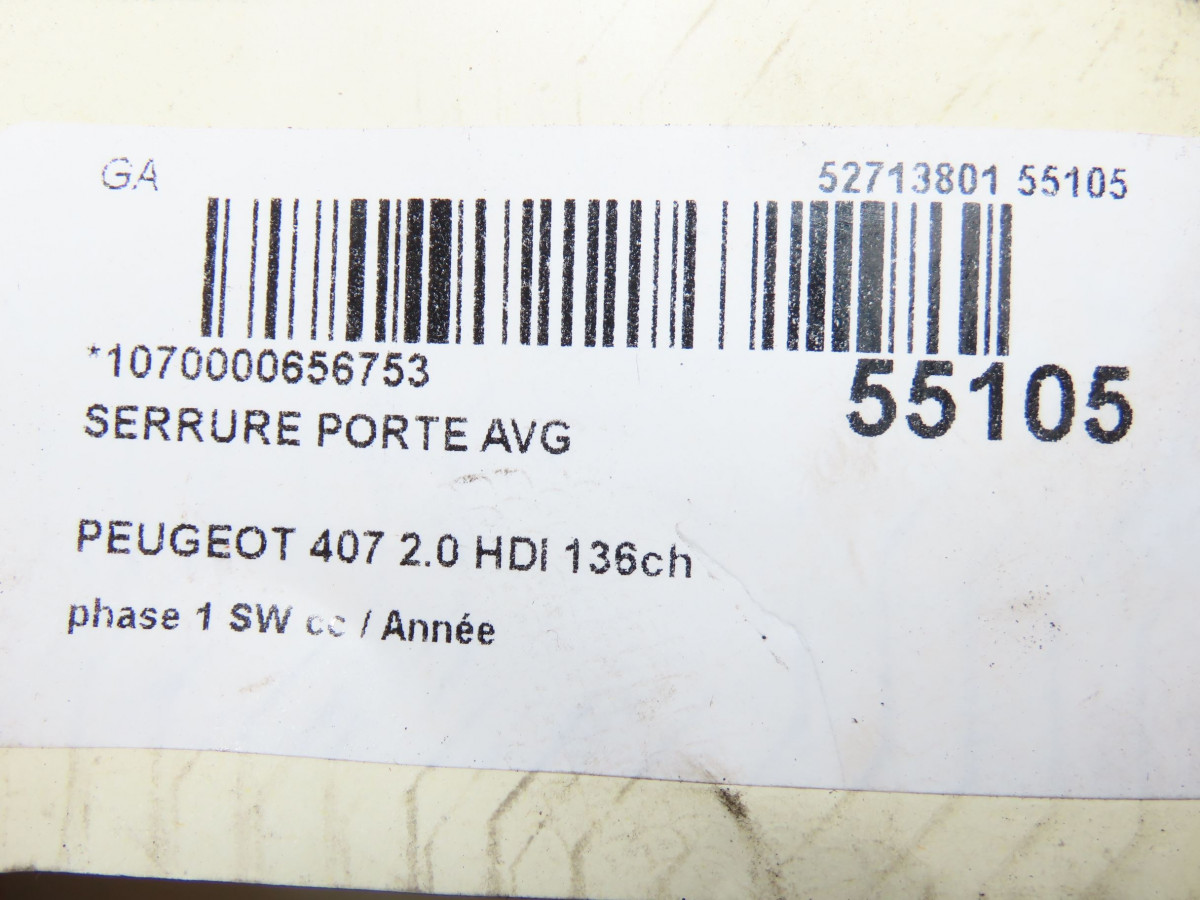 GA 52713801 55105
*1070000656753
55105
SERRURE PORTE AVG
PEUGEOT 407 2.0 HDI 136ch
phase 1 SW cc / Année